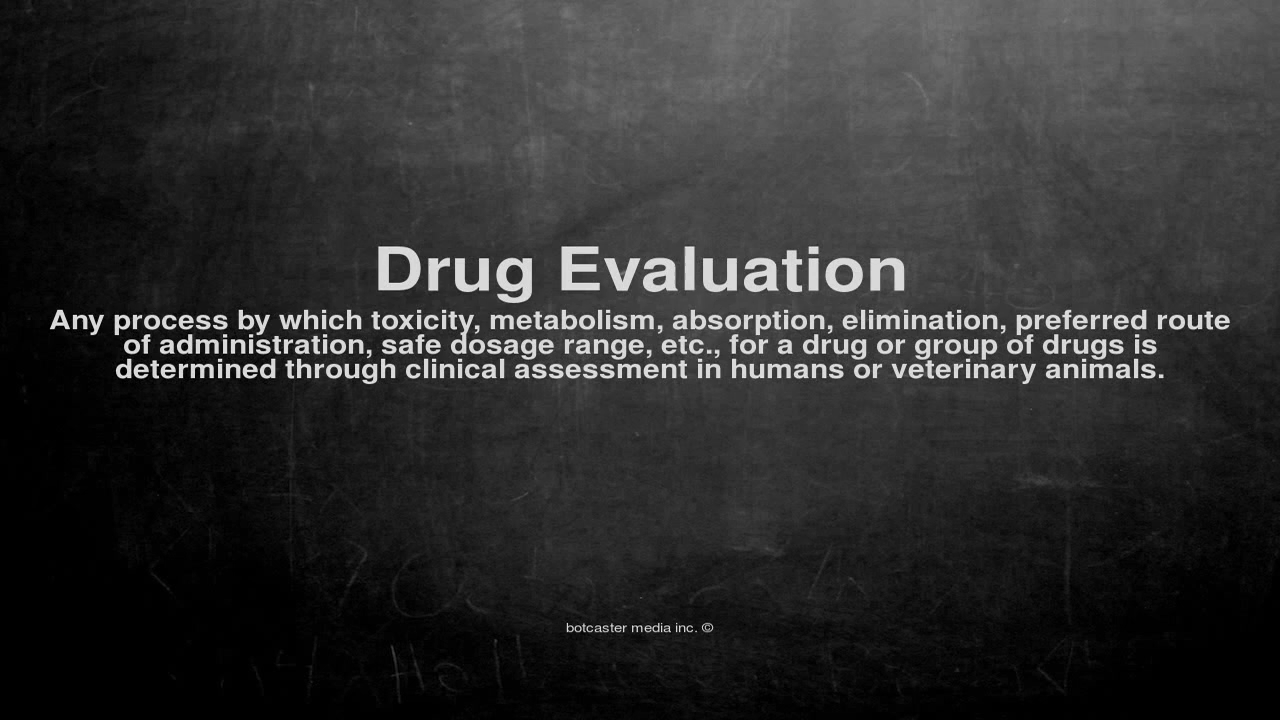 Drug Evaluation
Any process by which toxicity, metabolism, absorption, elimination, preferred route
of administration, safe dosage range, etc., for a drug or group of drugs is
determined through clinical assessment in humans or veterinary animals.
botcaster media inc. ©